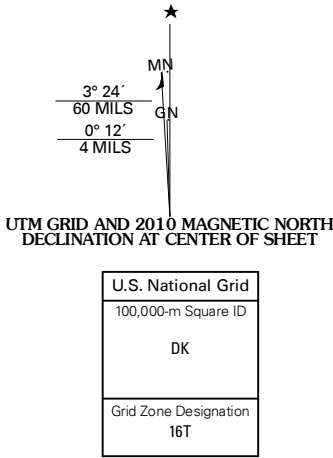 MN
3° 24´
60 MILS
GN
0° 12´
4 MILS
UTM GRID AND 2010 MAGNETIC NORTH
DECLINATION AT CENTER OF SHEET
U.S. National Grid
100,000-m Square ID
DK
Grid Zone Designation
16T